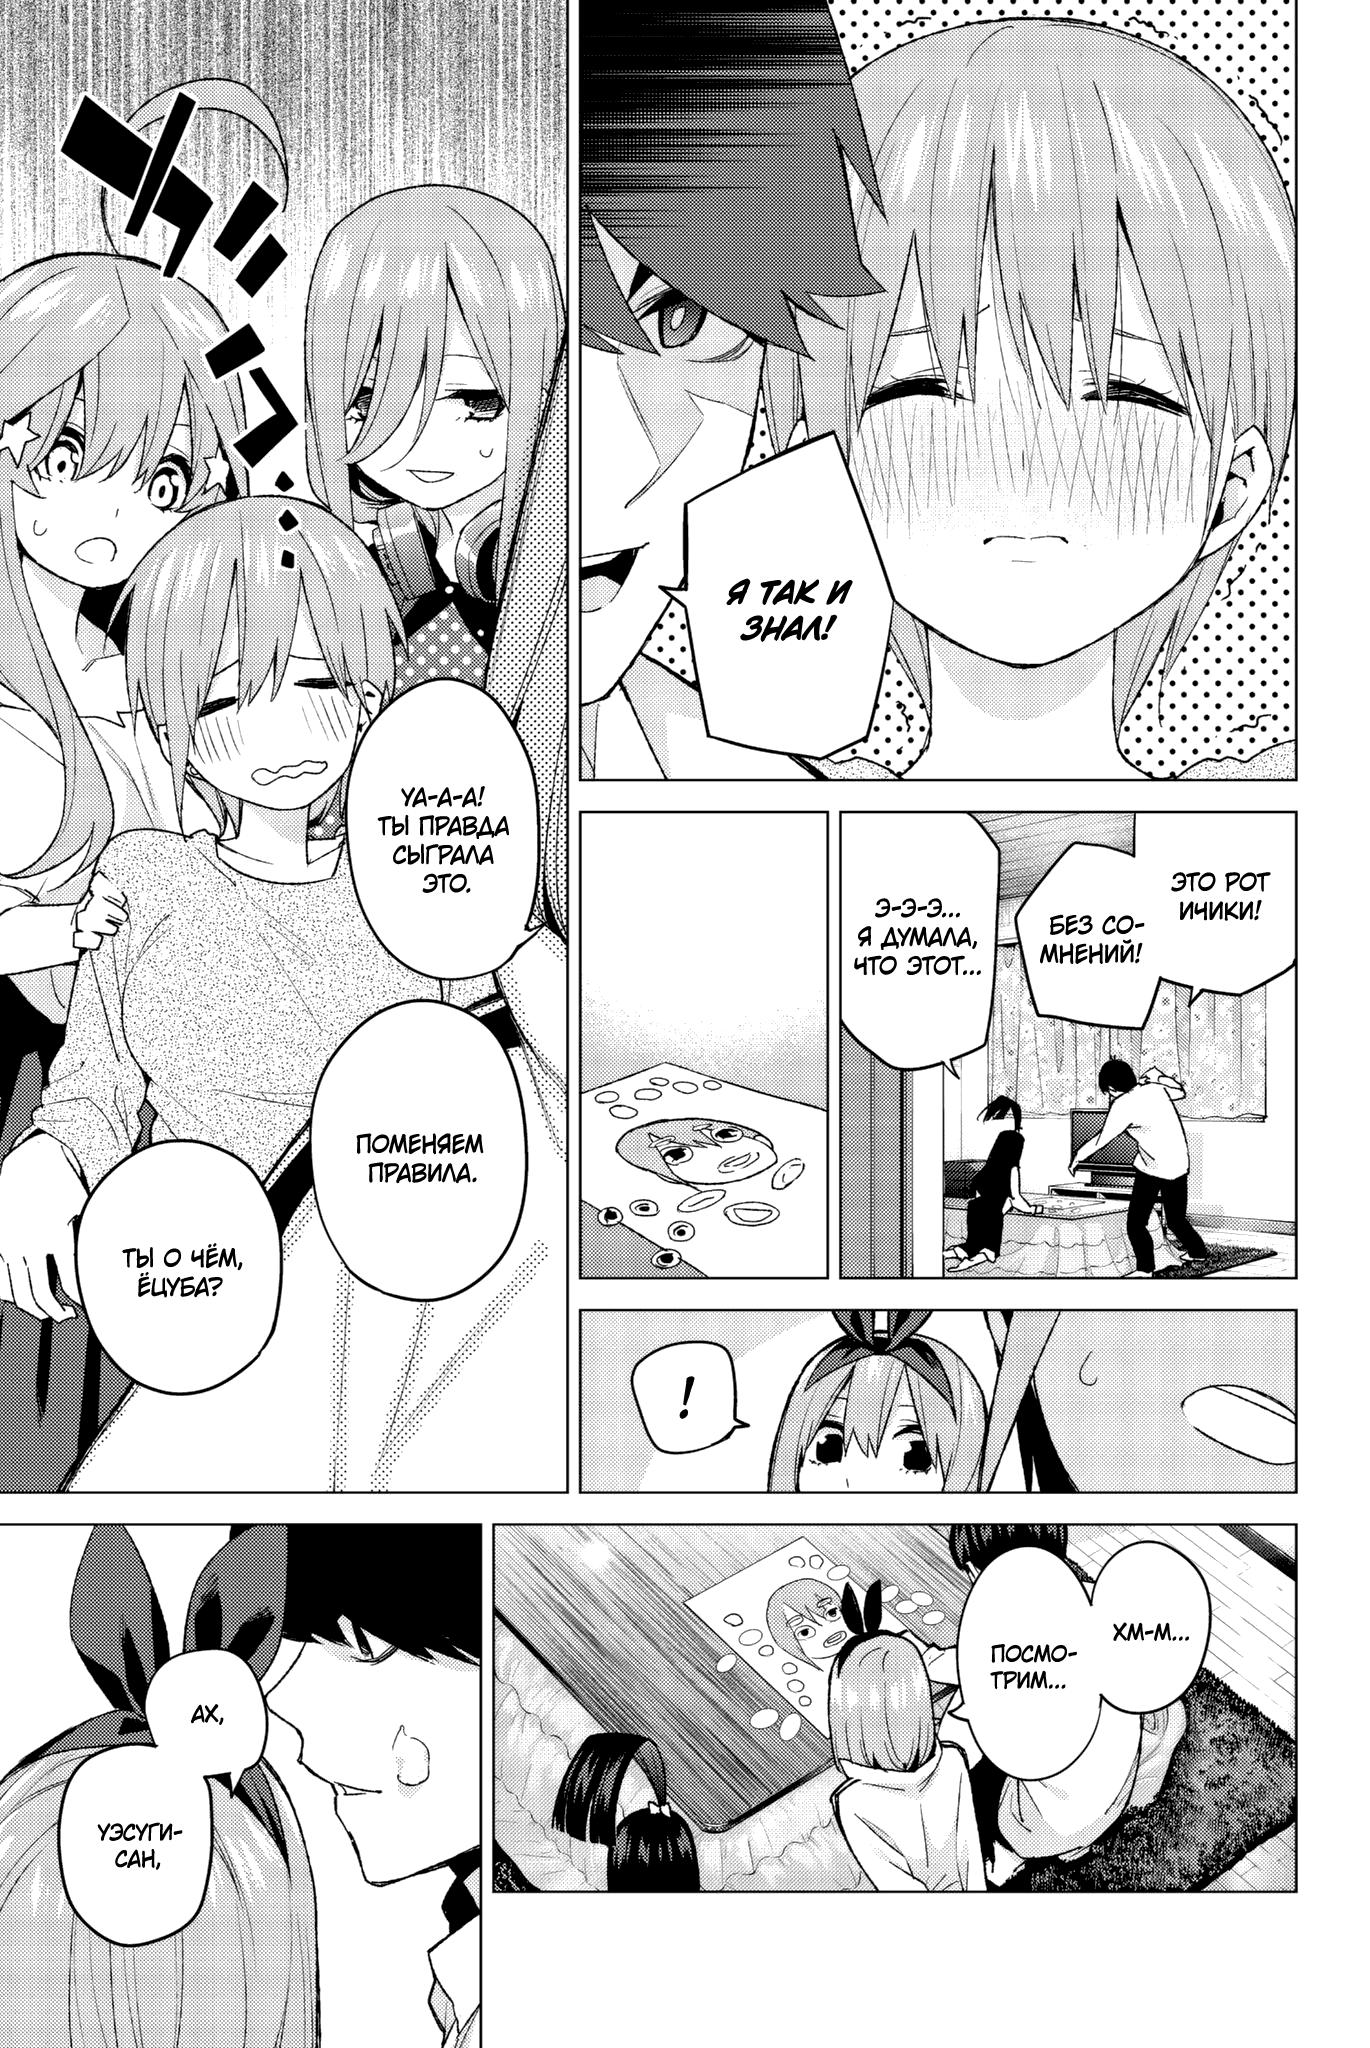 Я ТАК И
ЗНАЛ!
УА-А-А!
ТЫ ПРАВДА
СЫГРАЛА
ЭТО.
ПОМЕНЯЕМ
ПРАВИЛА.
ТЫ О ЧЁМ,
ЁЦУБА?
ЭТО РОТ
ИЧИКИ!
БЕЗ СО-
МНЕНИЙ!
Э-Э-Э...
Я ДУМАЛА,
ЧТО ЭТОТ...
!
ХМ-М...
ПОСМО-
ТРИМ...
АХ,
УЭСУГИ-
САН,